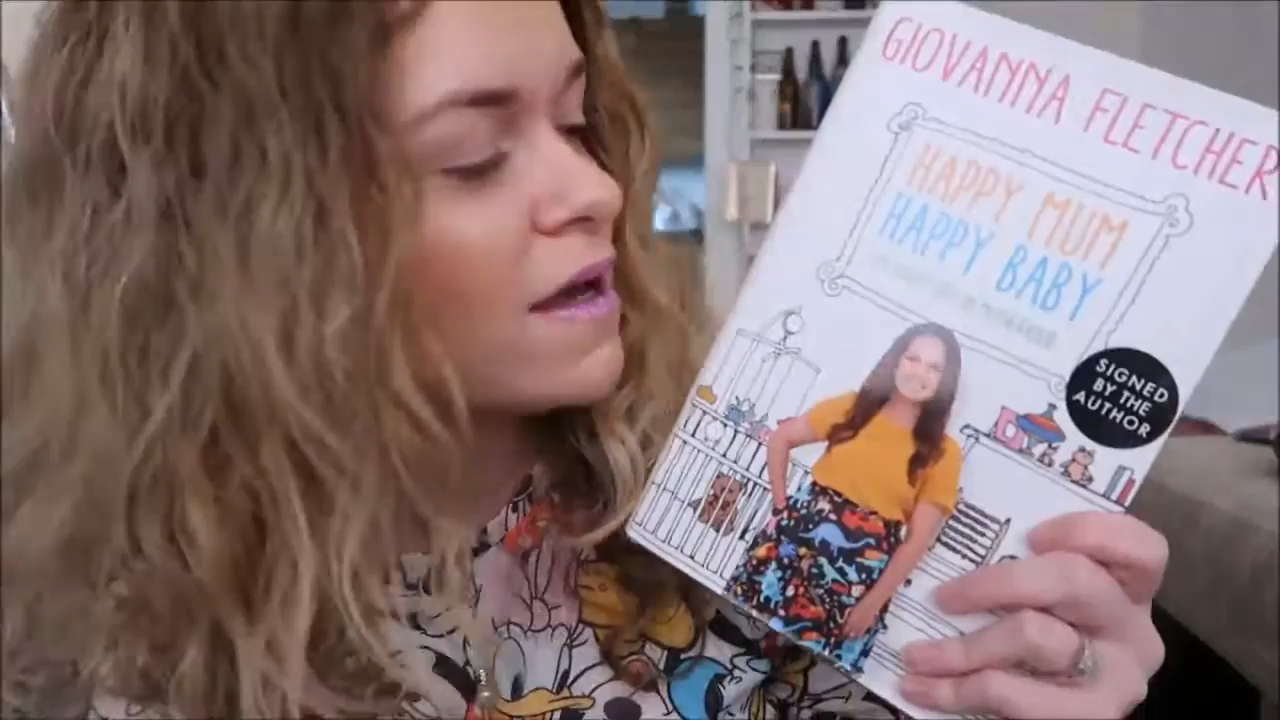 GIOVANNA FLETCHER
HAPPY MUM
HAPPY BABY
SIGNED
BY THE
AUTHOR